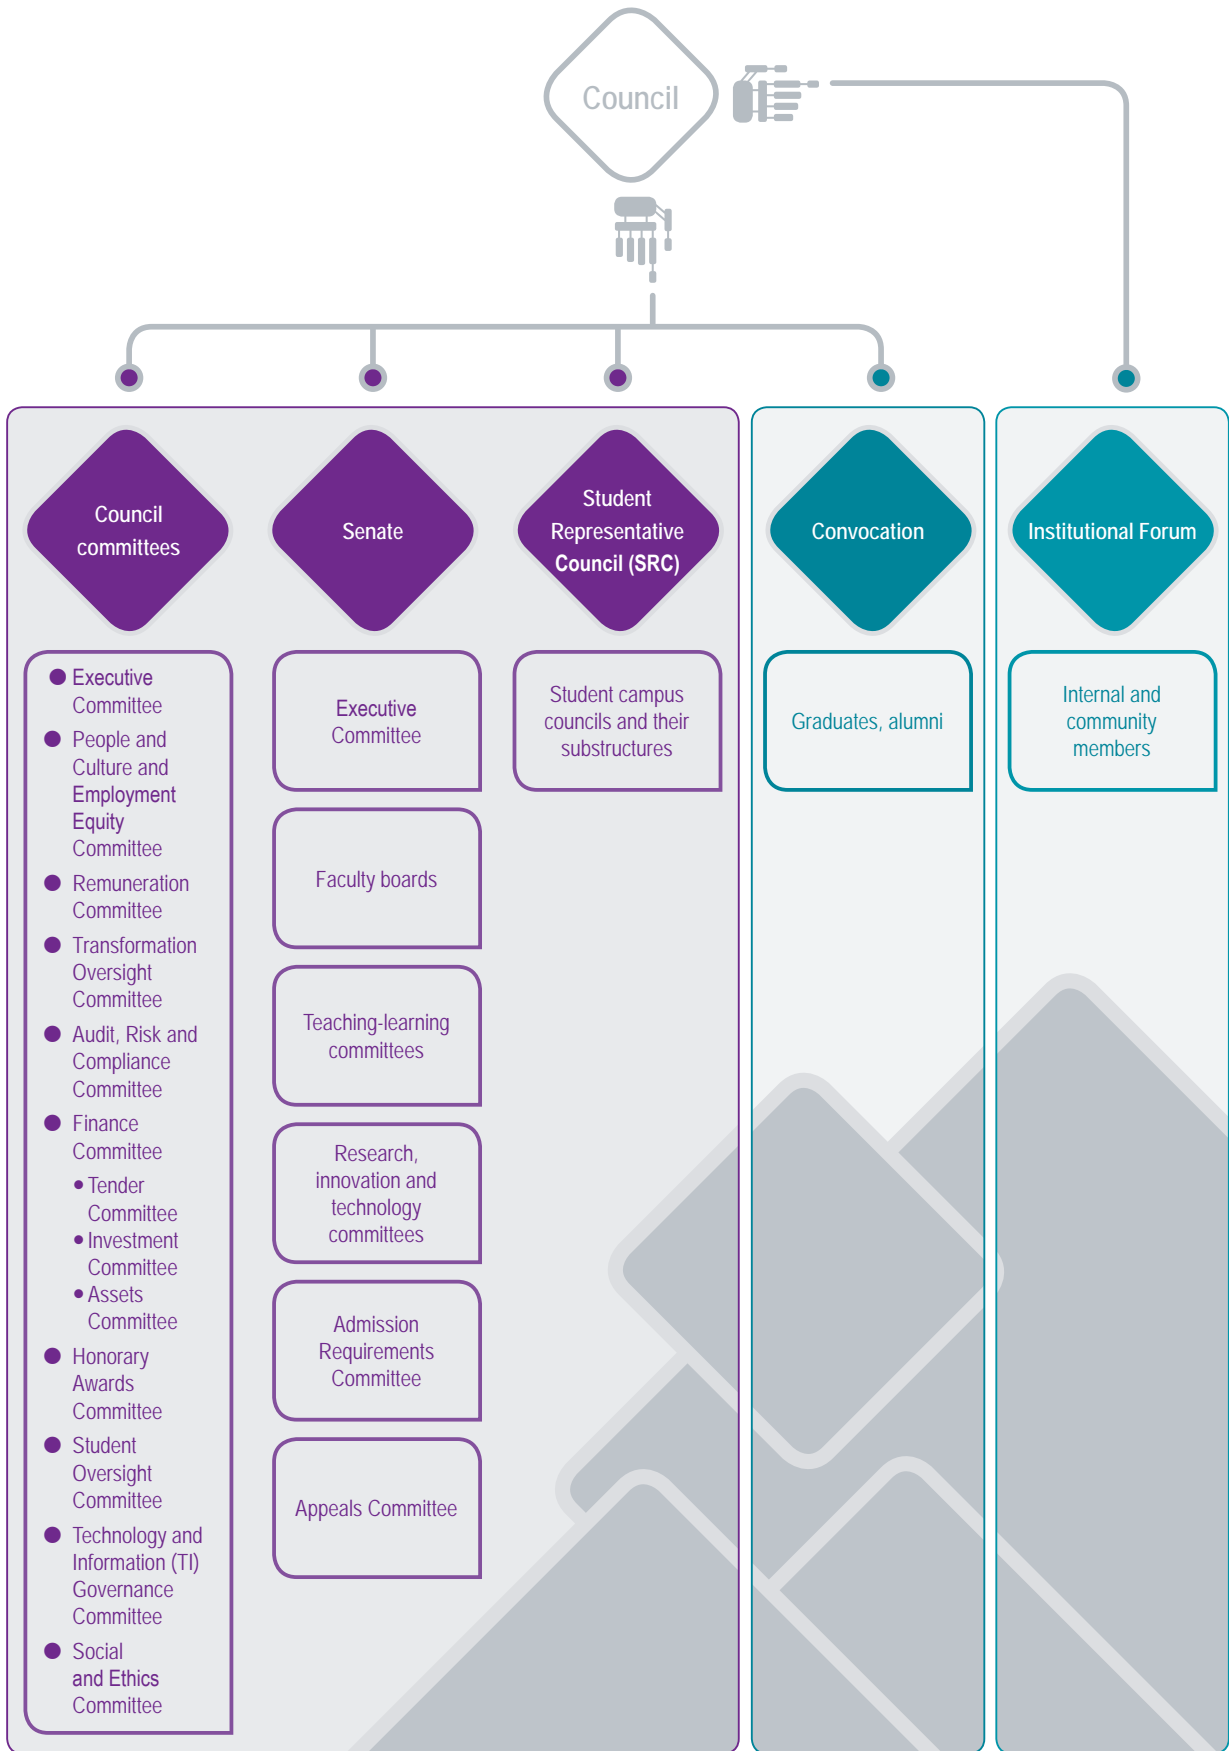 Council
Council
committees
Executive
Committee
People and
Culture and
Employment
Equity
Committee
Remuneration
Committee
Transformation
Oversight
Committee
Audit, Risk and
Compliance
Committee
Finance
Committee
Tender
Committee
Investment
Committee
Assets
Committee
Honorary
Awards
Committee
Student
Oversight
Committee
Technology and
Information (TI)
Governance
Committee
Social
and Ethics
Committee
Senate
Executive
Committee
Faculty boards
Teaching-learning
committees
Research,
innovation and
technology
committees
Admission
Requirements
Committee
Appeals Committee
Student
Representative
Council (SRC)
Student campus
councils and their
substructures
Convocation
Graduates, alumni
Institutional Forum
Internal and
community
members